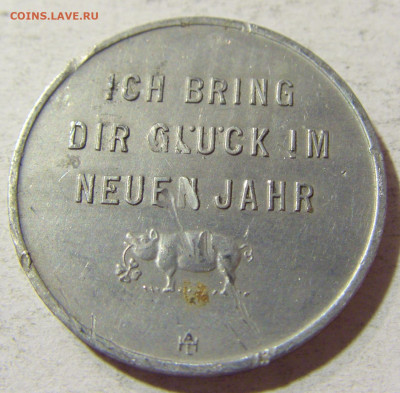 COINS.LAVE.RU
ICH BRING
DIR GLÜCK IM
NEUEN JAHR